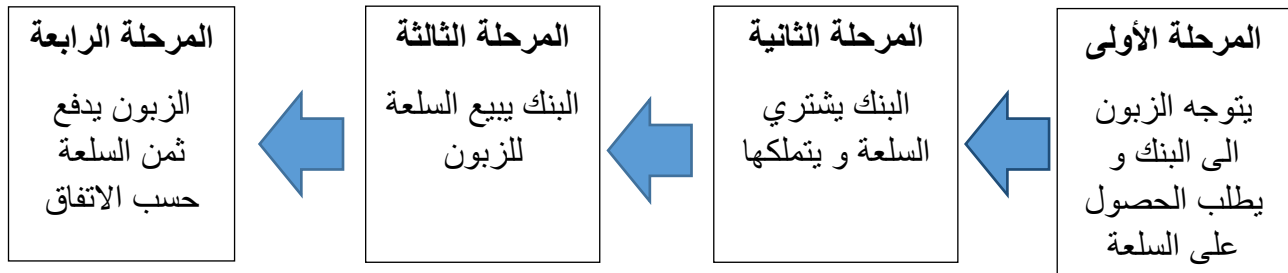 المرحلة الأولى
يتوجه الزبون
الى البنك و
يطلب الحصول
على السلعة
المرحلة الثانية
البنك يشتري
السلعة و يتملكها
المرحلة الثالثة
البنك يبيع السلعة
للزبون
المرحلة الرابعة
الزبون يدفع
ثمن السلعة
حسب الاتفاق